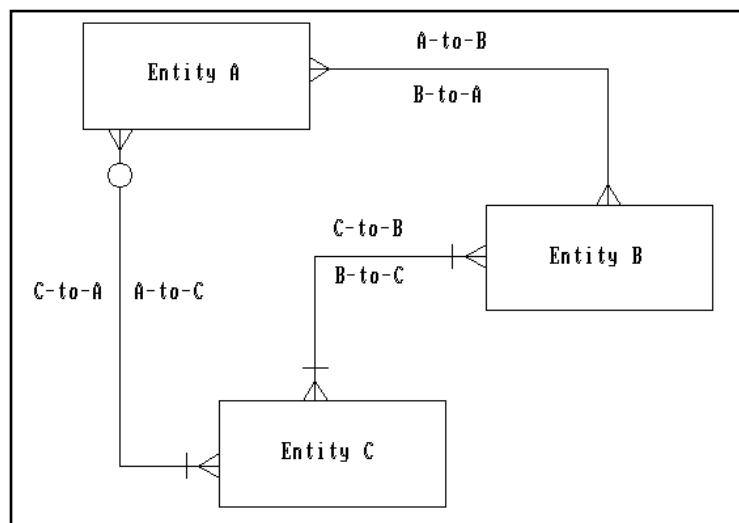 A-to-B
Entity A
B-to-A
C-to-B
Entity B
B-to-C
C-to-A A-to-C
Entity C